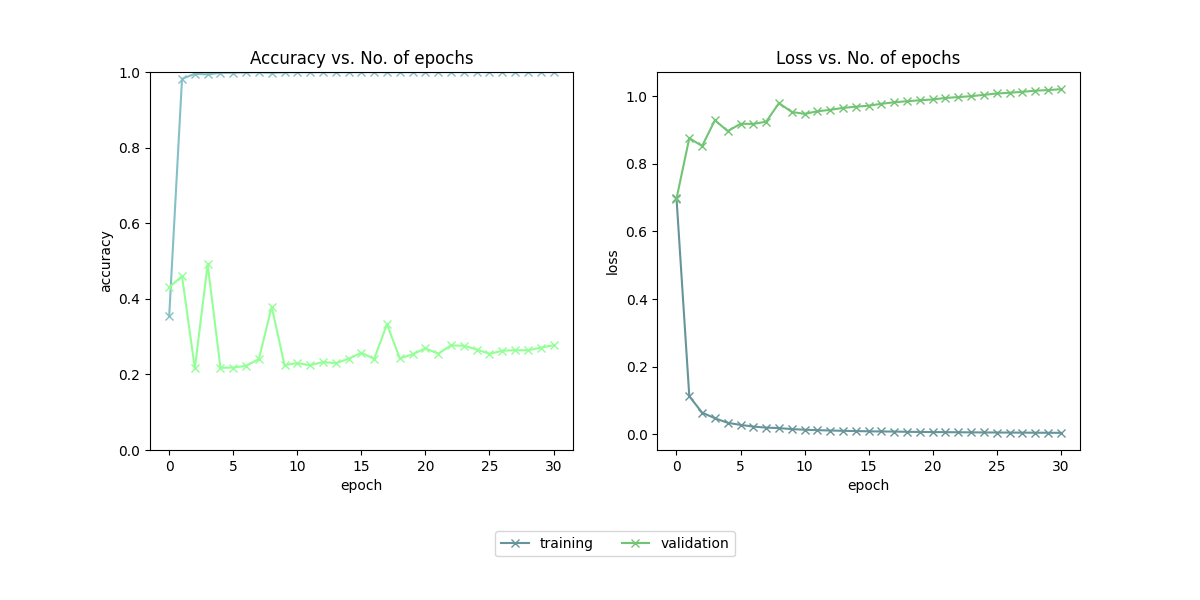 Accuracy vs. No. of epochs
1.0
0.8
0.6
0.4
0.2
0.0
accuracy
0 5 10 15 20 25 30
epoch
Loss vs. No. of epochs
1.0
0.8
0.6
0.4
0.2
0.0
loss
0 5 10 15 20 25 30
epoch
training validation